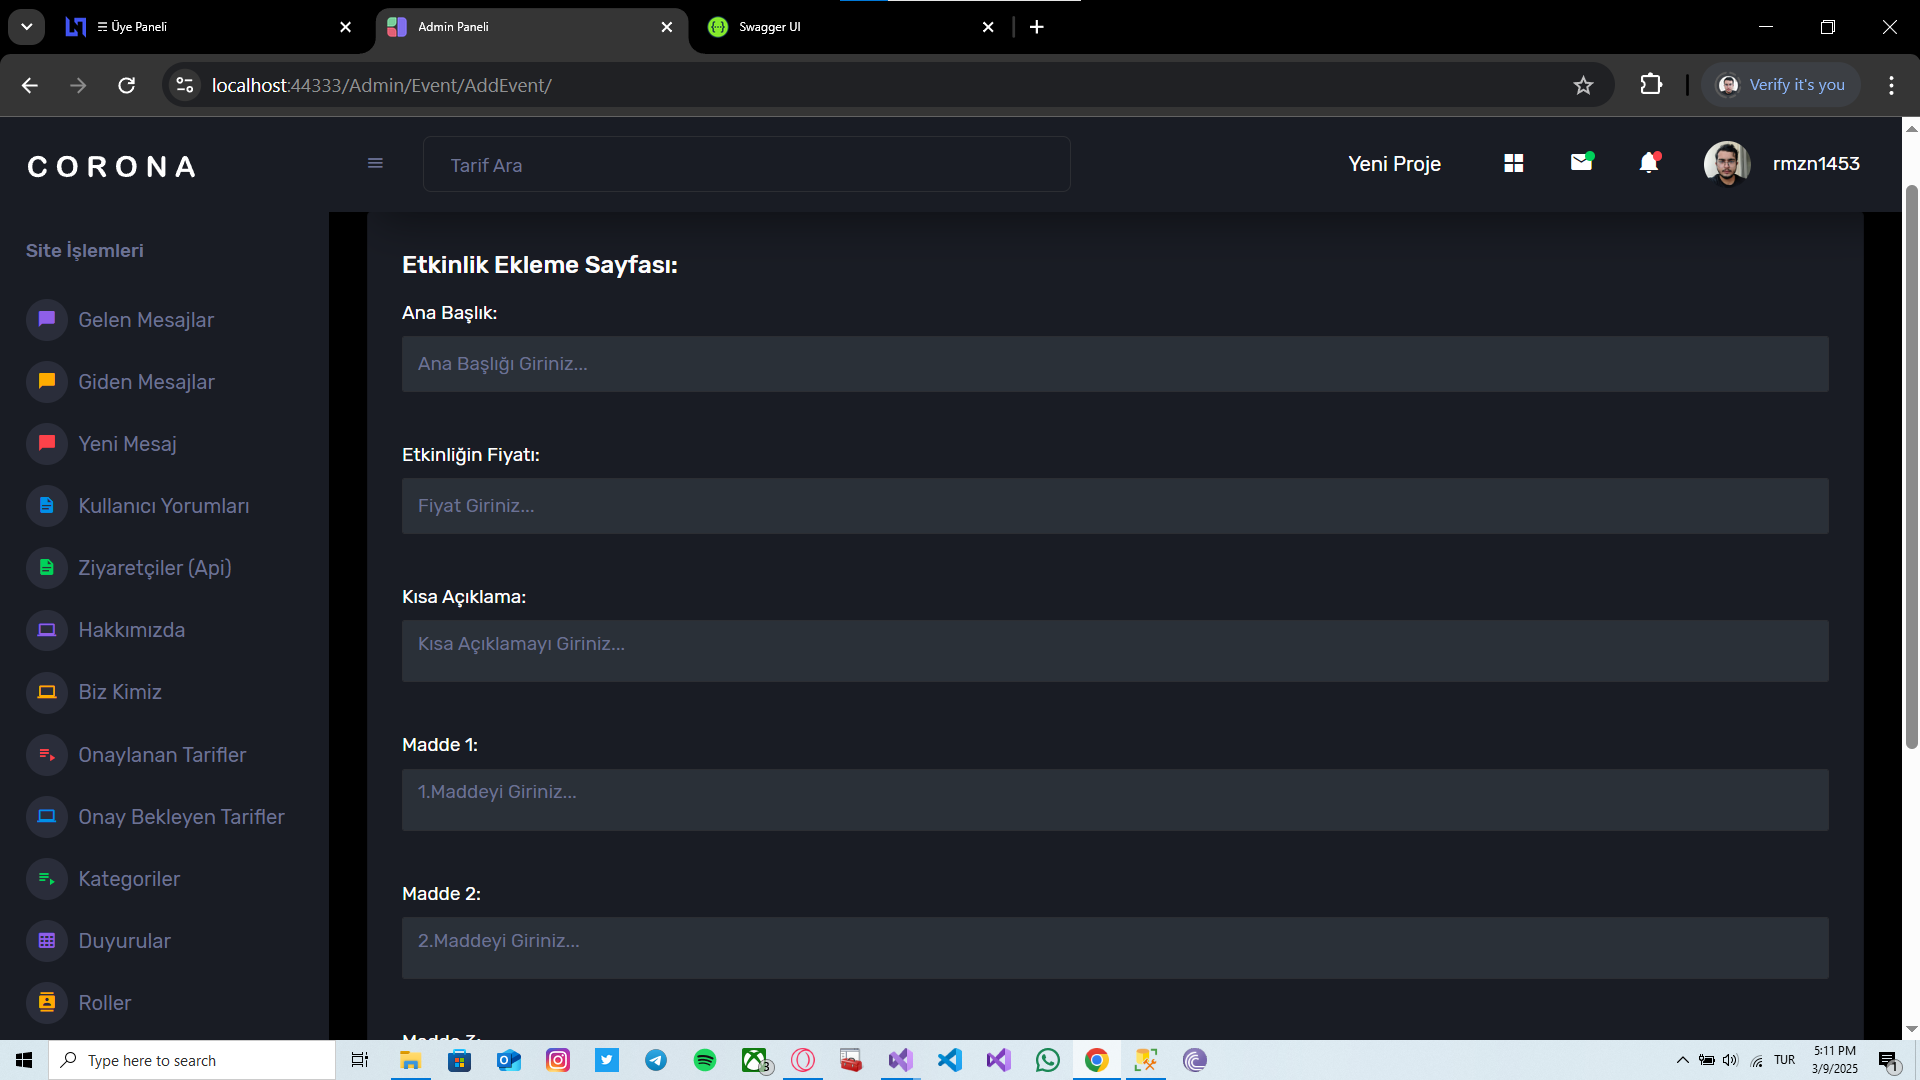 Üye Paneli
Admin Paneli
Swagger UI
localhost:44333/Admin/Event/AddEvent/
Verify it's you
CORONA
Tarif Ara
Yeni Proje
rmzn1453
Site İşlemleri
Gelen Mesajlar
Giden Mesajlar
Yeni Mesaj
Kullanıcı Yorumları
Ziyaretçiler (Api)
Hakkımızda
Biz Kimiz
Onaylanan Tarifler
Onay Bekleyen Tarifler
Kategoriler
Duyurular
Roller
Etkinlik Ekleme Sayfası:
Ana Başlık:
Ana Başlığı Giriniz...
Etkinliğin Fiyatı:
Fiyat Giriniz...
Kısa Açıklama:
Kısa Açıklamayı Giriniz...
Madde 1:
1.Maddeyi Giriniz...
Madde 2:
2.Maddeyi Giriniz...
Madde 3:
Type here to search
3
TUR
5:11 PM
3/9/2025
1